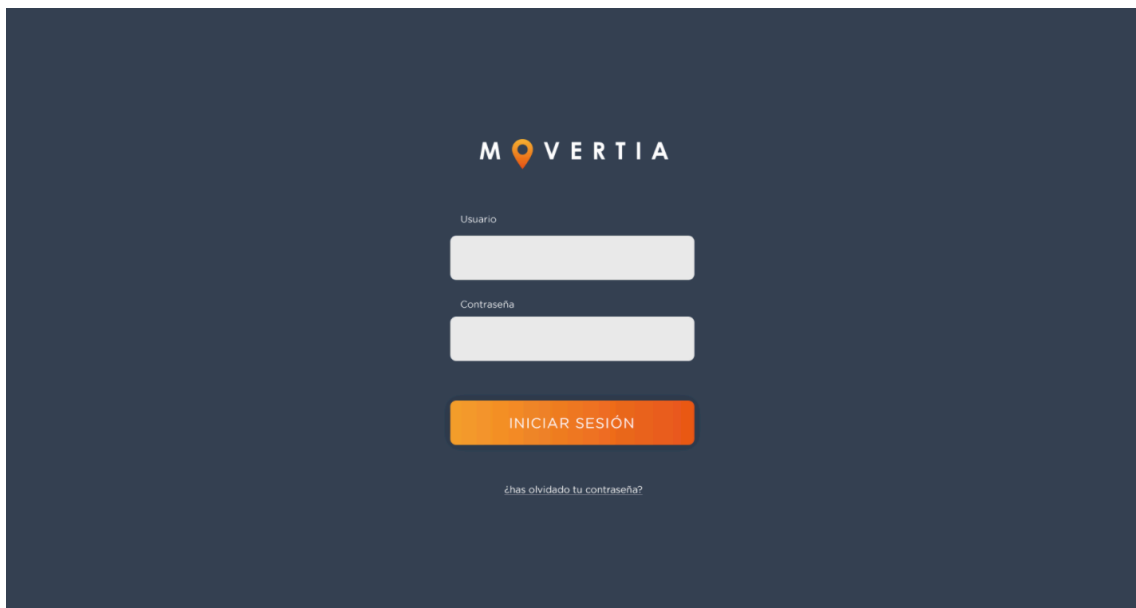 MOVERTIA
Usuario
Contraseña
INICIAR SESIÓN
¿has olvidado tu contraseña?